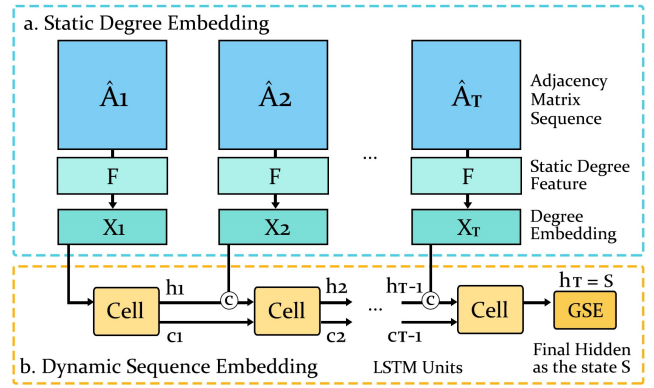 a. Static Degree Embedding
Â1 Â2 ÂT
Adjacency
Matrix
Sequence
...
F F F
Static Degree
Feature
X1 X2 XT
Degree
Embedding
h1 h2 hT-1 hT = S
c c
Cell Cell ... Cell GSE
c1 c2 cT-1
b. Dynamic Sequence Embedding
LSTM Units
Final Hidden
as the state S